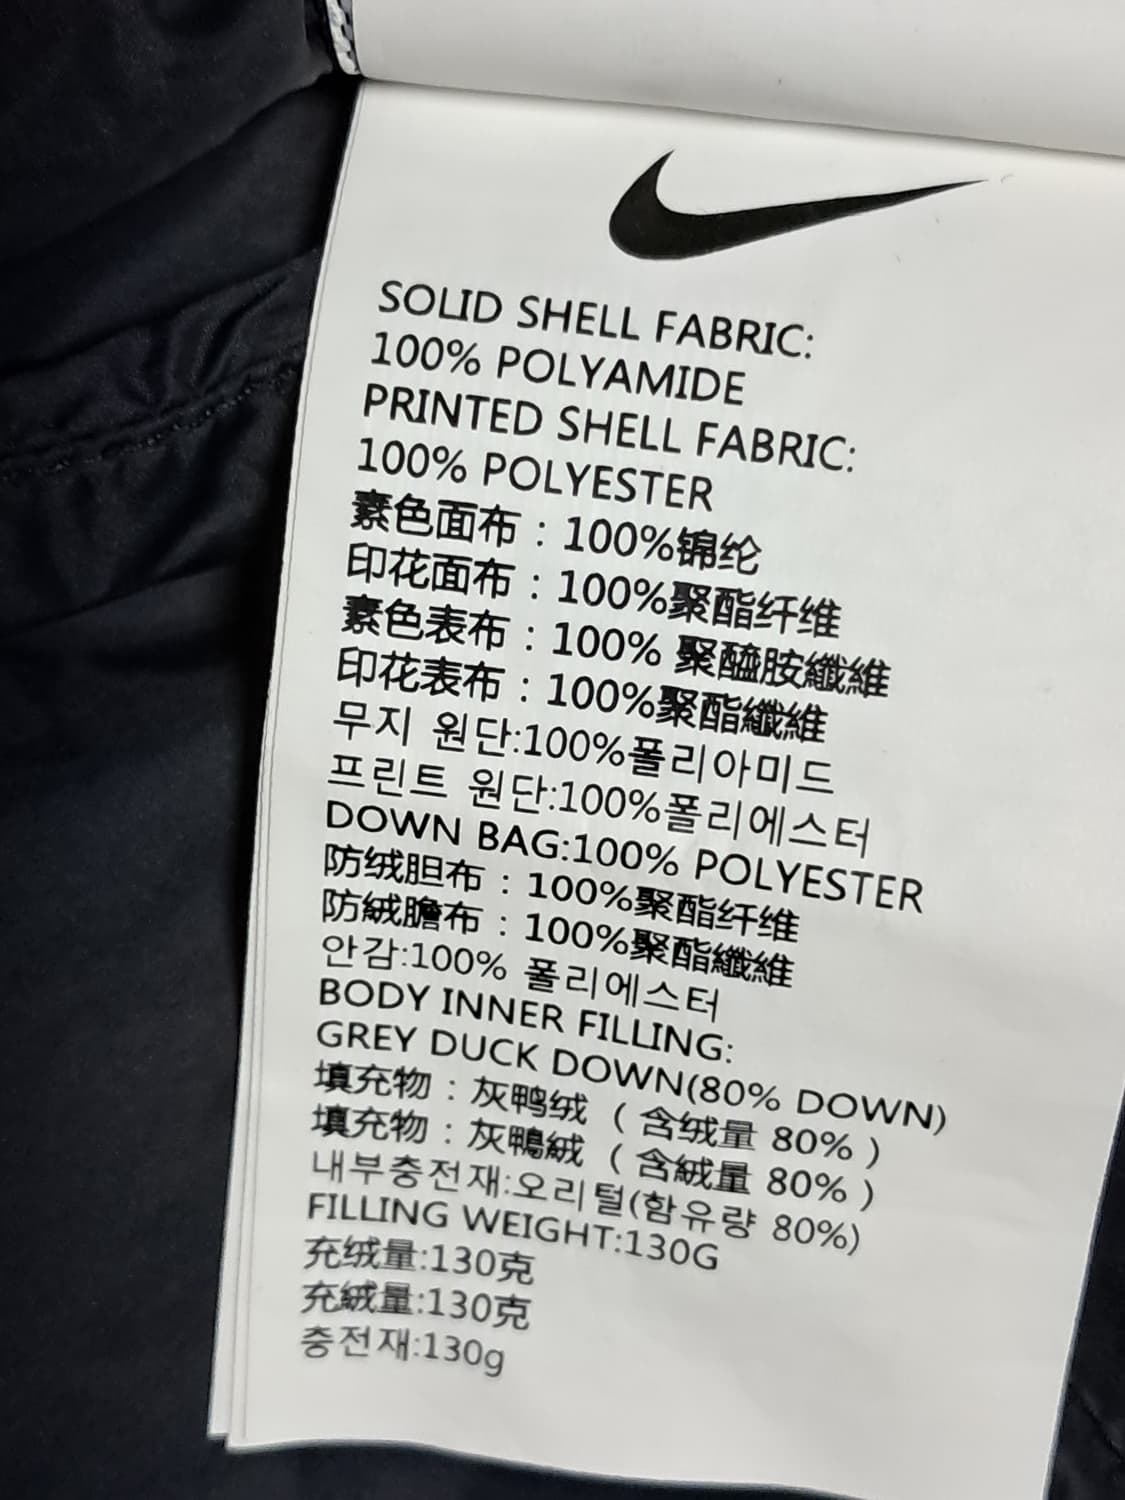 SOLID SHELL FABRIC:
100% POLYAMIDE
PRINTED SHELL FABRIC:
100% POLYESTER
素色面布：100%锦纶
印花面布：100%聚酯纤维
素色表布：100% 聚醯胺纖維
印花表布：100%聚酯纖維
무지 원단:100%폴리아미드
프린트 원단:100%폴리에스터
DOWN BAG:100% POLYESTER
防绒胆布：100%聚酯纤维
防絨膽布：100%聚酯纖維
안감:100% 폴리에스터
BODY INNER FILLING:
GREY DUCK DOWN(80% DOWN)
填充物：灰鸭绒（含绒量 80%）
填充物：灰鴨絨（含絨量 80%）
내부충전재:오리털(함유량 80%)
FILLING WEIGHT:130G
充绒量:130克
充絨量:130克
충전재:130g